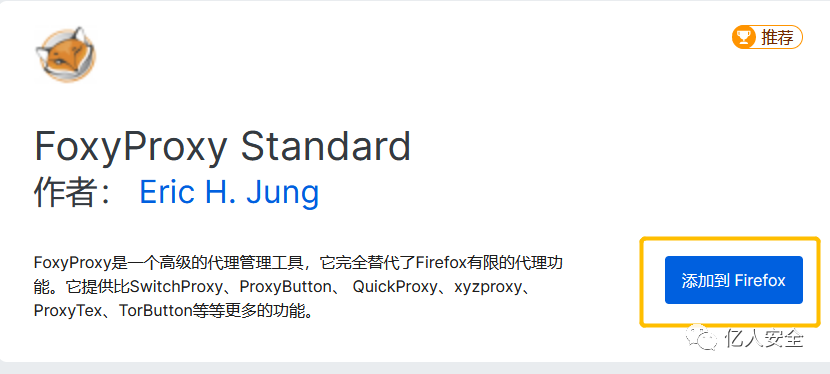 推荐
FoxyProxy Standard
作者： Eric H. Jung
FoxyProxy是一个高级的代理管理工具，它完全替代了Firefox有限的代理功
能。它提供比SwitchProxy、ProxyButton、 QuickProxy、xyzproxy、
ProxyTex、TorButton等等更多的功能。
添加到 Firefox
亿人安全